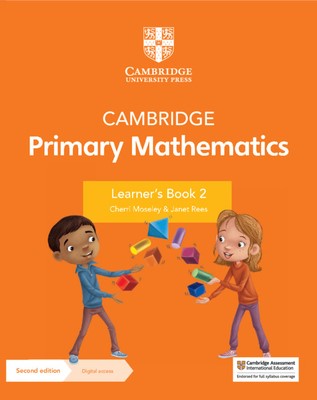 CAMBRIDGE
UNIVERSITY PRESS
CAMBRIDGE
Primary Mathematics
Learner's Book 2
Cherri Moseley & Janet Rees
Second edition
Digital access
Cambridge Assessment
International Education
Endorsed for full syllabus coverage